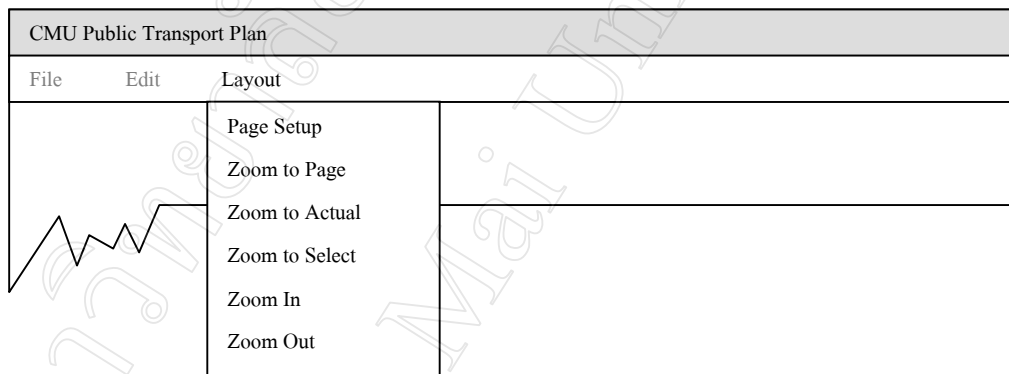 CMU Public Transport Plan
File Edit Layout
Page Setup
Zoom to Page
Zoom to Actual
Zoom to Select
Zoom In
Zoom Out
Mai